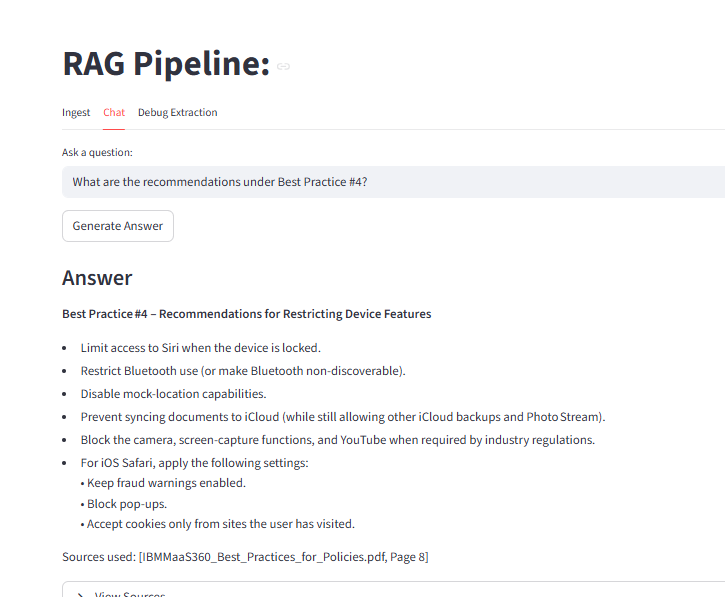 RAG Pipeline:
Ingest Chat Debug Extraction
Ask a question:
What are the recommendations under Best Practice #4?
Generate Answer
Answer
Best Practice #4 – Recommendations for Restricting Device Features
• Limit access to Siri when the device is locked.
• Restrict Bluetooth use (or make Bluetooth non-discoverable).
• Disable mock-location capabilities.
• Prevent syncing documents to iCloud (while still allowing other iCloud backups and Photo Stream).
• Block the camera, screen-capture functions, and YouTube when required by industry regulations.
• For iOS Safari, apply the following settings:
• Keep fraud warnings enabled.
• Block pop-ups.
• Accept cookies only from sites the user has visited.
Sources used: [IBMMaaS360_Best_Practices_for_Policies.pdf, Page 8]
View Sources